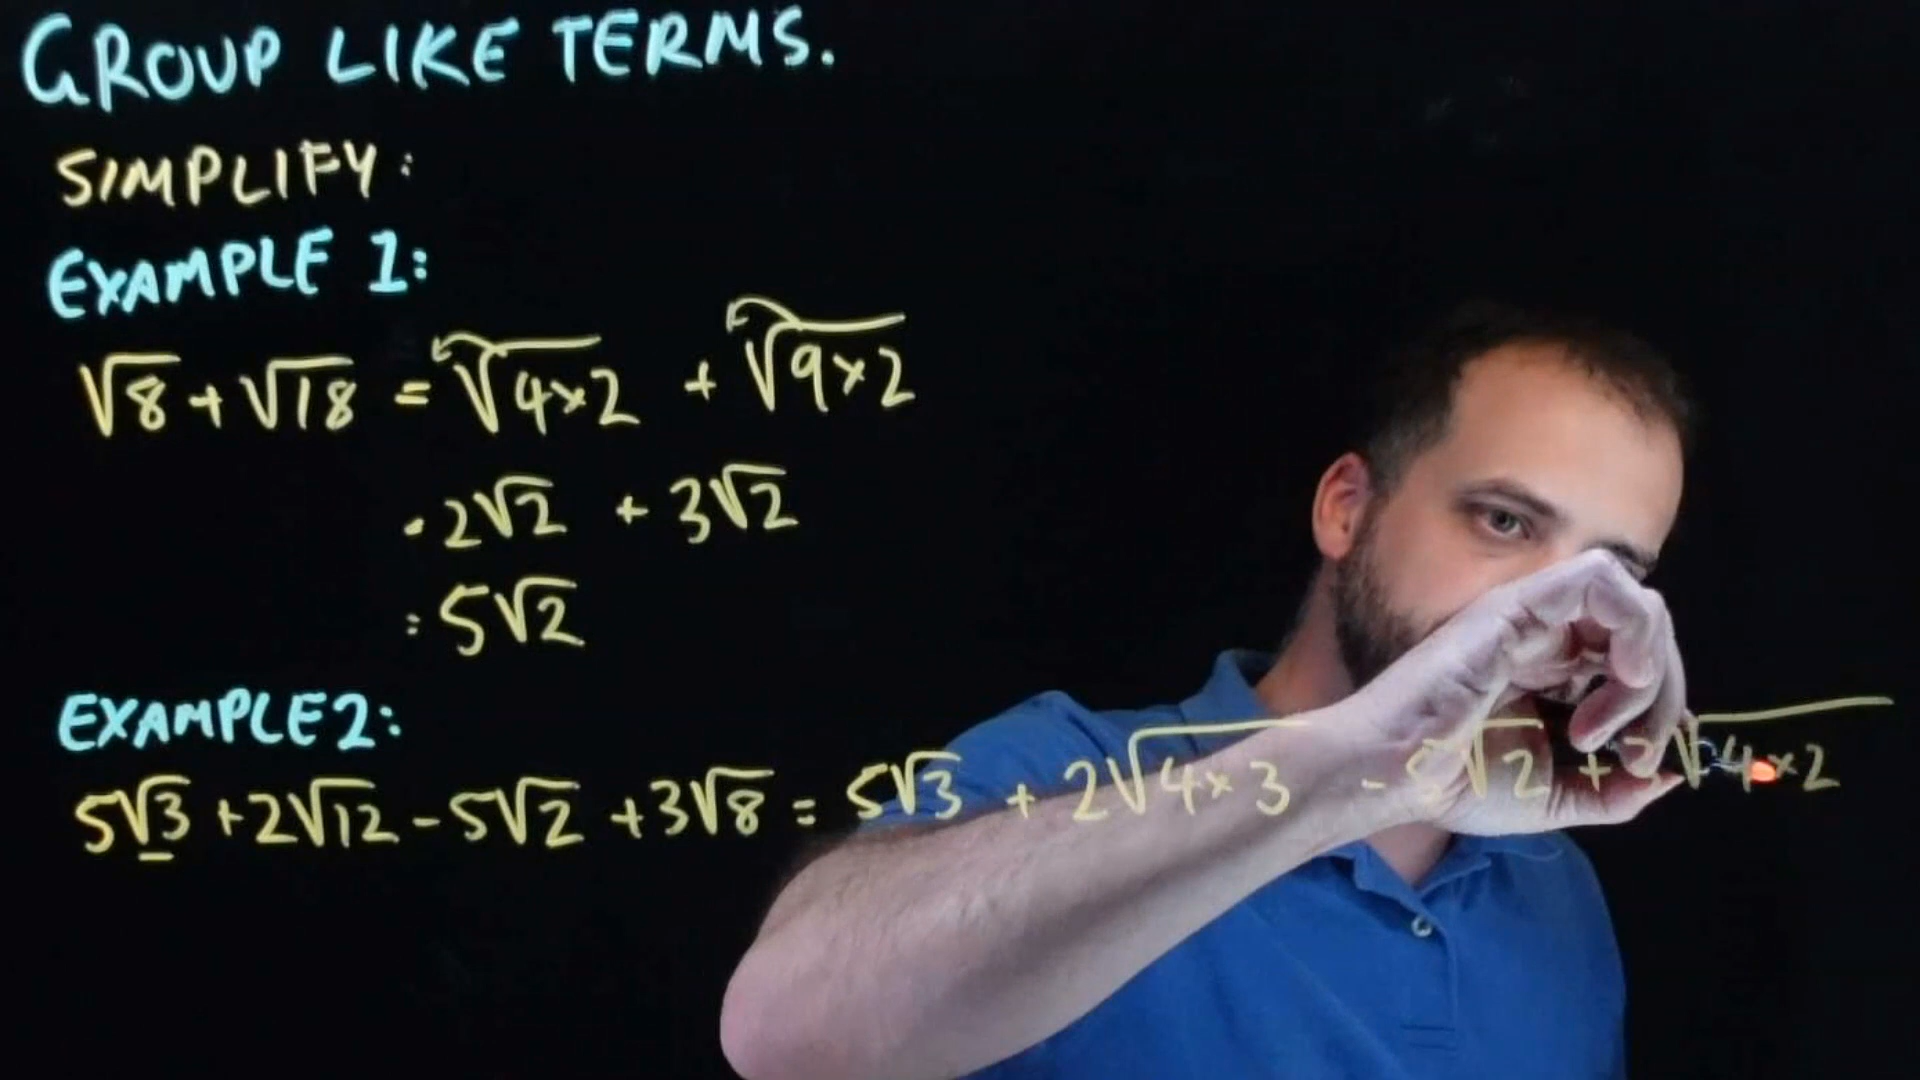 GROUP LIKE TERMS.
SIMPLIFY:
EXAMPLE 1:
√8 + √18 = √4×2 + √9×2
= 2√2 + 3√2
= 5√2
EXAMPLE 2:
5√3 + 2√12 - 5√2 + 3√8 = 5√3 + 2√4×3 - 5√2 + 3√4×2